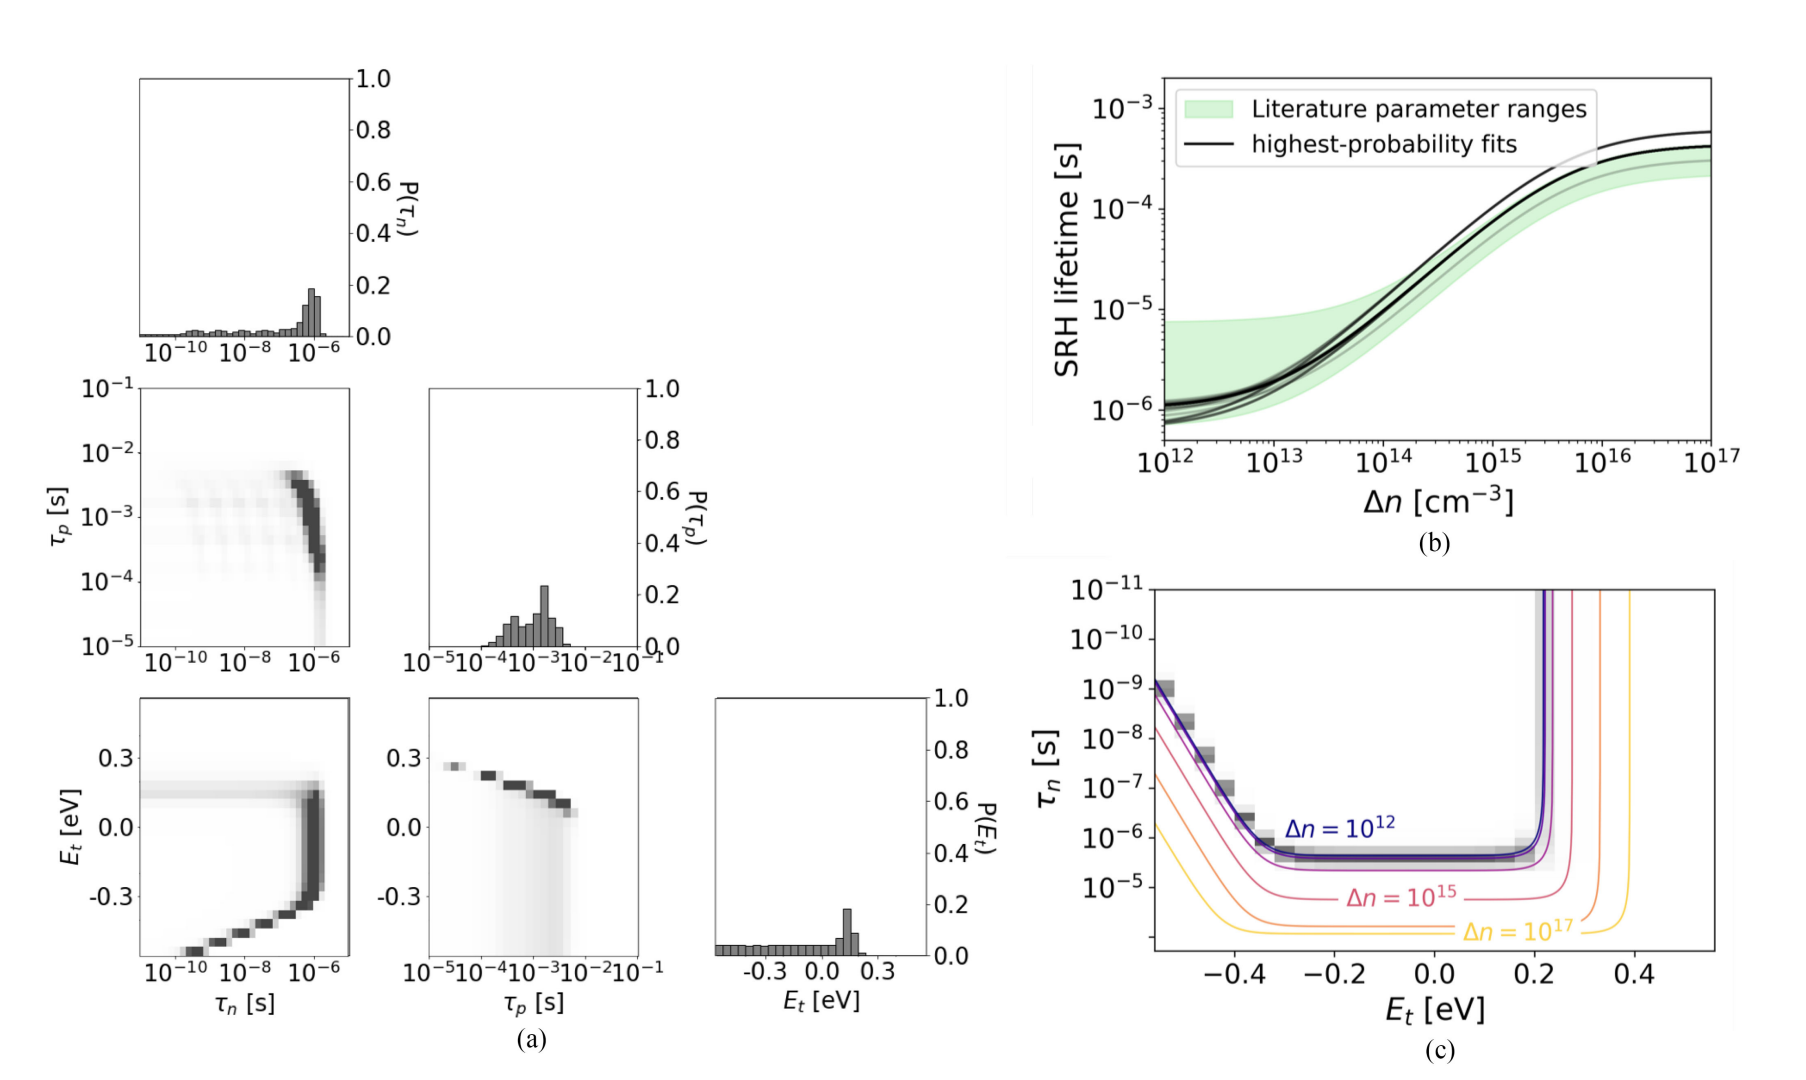 1.0
0.8
0.6
0.4
0.2
0.0
P(τn)
10−10 10−8 10−6
10−1
10−2
10−3
10−4
10−5
τp [s]
10−10 10−8 10−6
1.0
0.8
0.6
0.4
0.2
0.0
P(τp)
10−5 10−4 10−3 10−2 10−1
0.3
0.0
-0.3
Et [eV]
10−10 10−8 10−6
τn [s]
0.3
0.0
-0.3
10−5 10−4 10−3 10−2 10−1
τp [s]
1.0
0.8
0.6
0.4
0.2
0.0
P(Et)
-0.3 0.0 0.3
Et [eV]
(a)
Literature parameter ranges
highest-probability fits
10−3
10−4
10−5
10−6
SRH lifetime [s]
1012 1013 1014 1015 1016 1017
Δn [cm−3]
(b)
10−11
10−10
10−9
10−8
10−7
10−6
10−5
τn [s]
Δn = 1012
Δn = 1015
Δn = 1017
−0.4 −0.2 0.0 0.2 0.4
Et [eV]
(c)